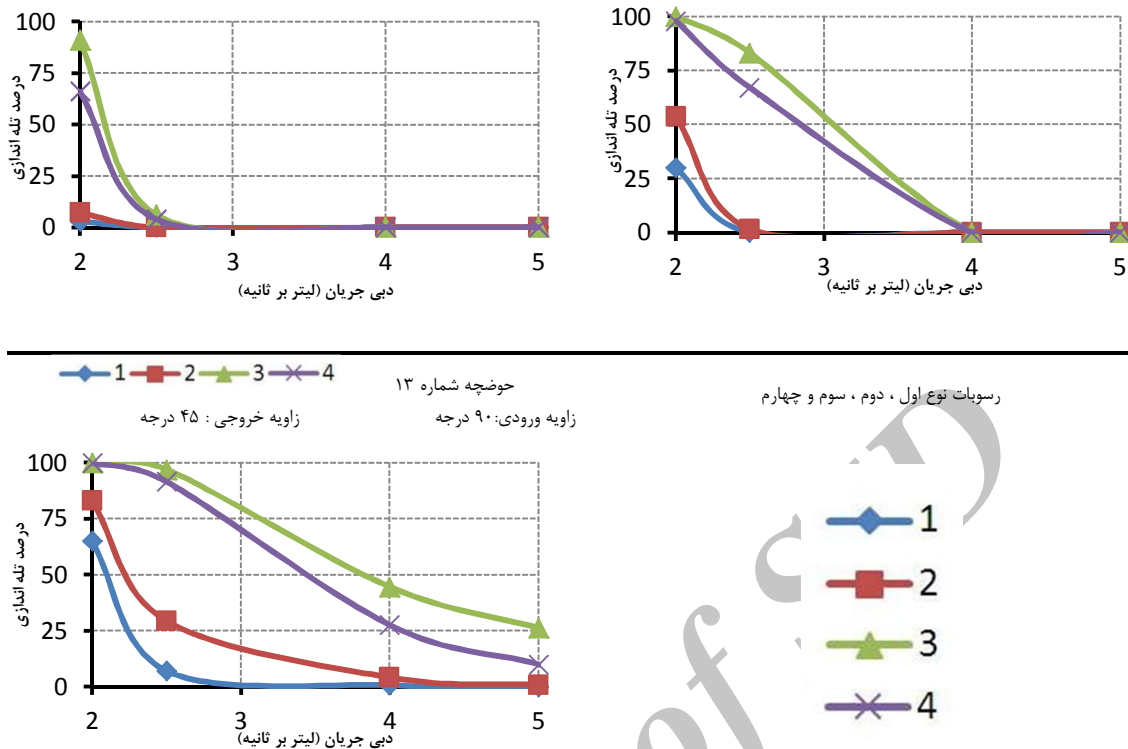 درصد تله اندازی
100
75
50
25
0
2 3 4 5
دبی جریان (لیتر بر ثانیه)
درصد تله اندازی
100
75
50
25
0
2 3 4 5
دبی جریان (لیتر بر ثانیه)
1 2 3 4
حوضچه شماره ۱۳
رسوبات نوع اول ، دوم ، سوم و چهارم
زاویه ورودی:۹۰ درجه
زاویه خروجی : ۴۵ درجه
درصد تله اندازی
100
75
50
25
0
2 3 4 5
دبی جریان (لیتر بر ثانیه)
1
2
3
4
of